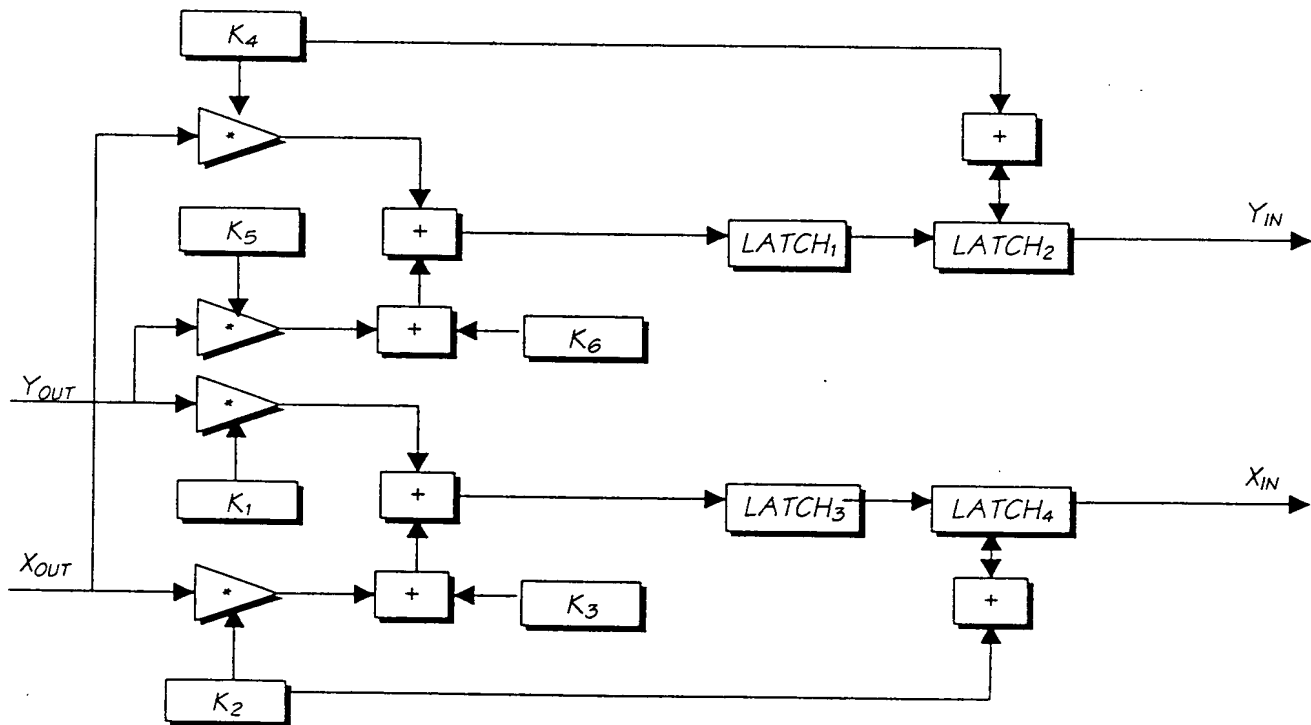 K4
*
+
K5
+
LATCH1
LATCH2
YIN
*
+
K6
YOUT
*
K1
+
LATCH3
LATCH4
XIN
XOUT
*
+
K3
+
K2